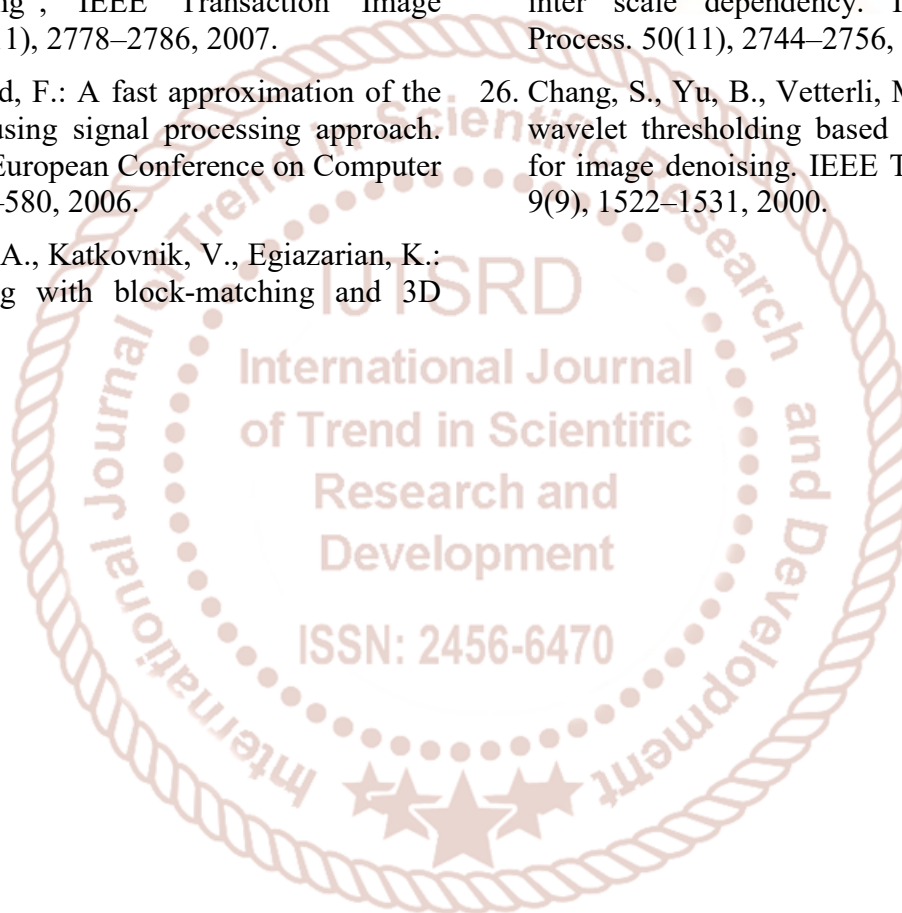 ng", IEEE Transaction Image
11), 2778–2786, 2007.
d, F.: A fast approximation of the
using signal processing approach.
European Conference on Computer
–580, 2006.
A., Katkovnik, V., Egiazarian, K.:
g with block-matching and 3D
inter scale dependency. I
Process. 50(11), 2744–2756,
26. Chang, S., Yu, B., Vetterli, M
wavelet thresholding based
for image denoising. IEEE T
9(9), 1522–1531, 2000.
International Journal of Trend in Scientific Research and Development
IJTSRD
International Journal
of Trend in Scientific
Research and
Development
ISSN: 2456-6470